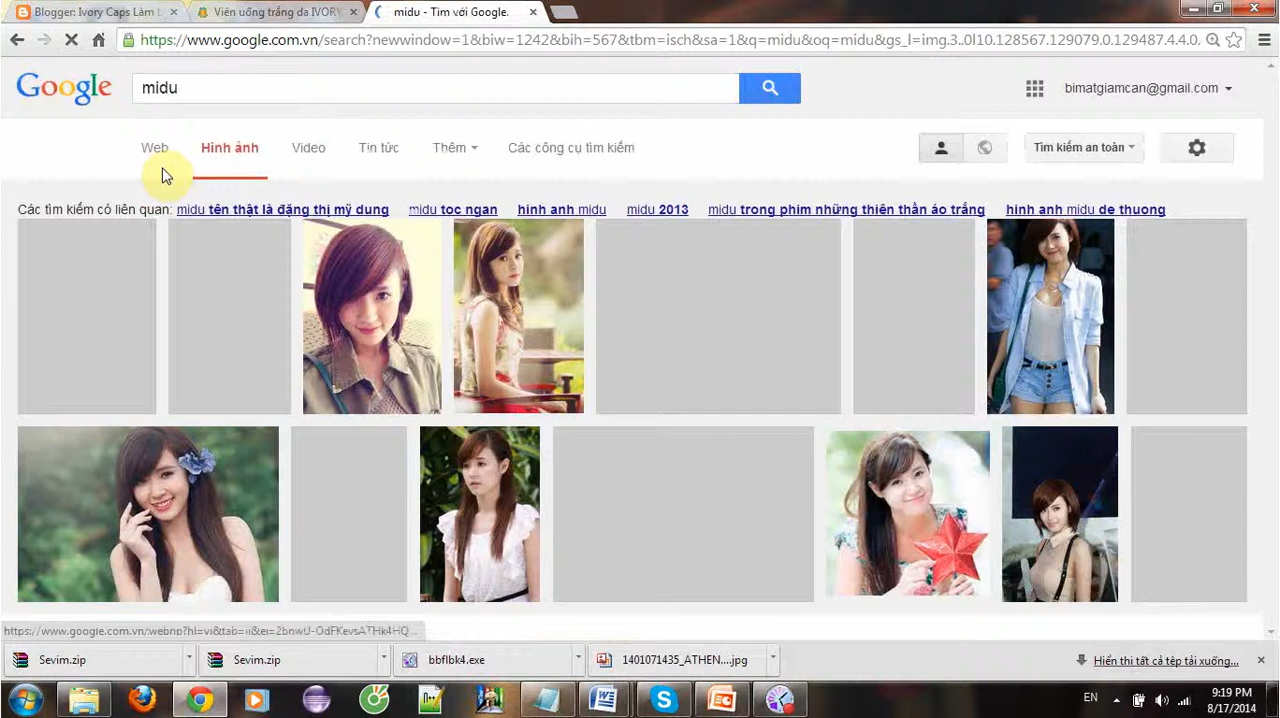 Blogger: Ivory Caps Làm t
Viên uống trắng da IVORY
midu - Tìm với Google.
https://www.google.com.vn/search?newwindow=1&biw=1242&bih=567&tbm=isch&sa=1&q=midu&oq=midu&gs_l=img.3..0l10.128567.129079.0.129487.4.4.0.
Google
midu
bimatgiamcan@gmail.com
Web Hình ảnh Video Tin tức Thêm Các công cụ tìm kiếm
Tìm kiếm an toàn
Các tìm kiếm có liên quan: midu tên thật là đặng thị mỹ dung midu toc ngan hinh anh midu midu 2013 midu trong phim những thiên thần áo trắng hinh anh midu de thuong
Sevim.zip
Sevim.zip
bbflbk4.exe
1401071435_ATHEN....jpg
Hiển thị tất cả tệp tải xuống...
EN
9:19 PM
8/17/2014